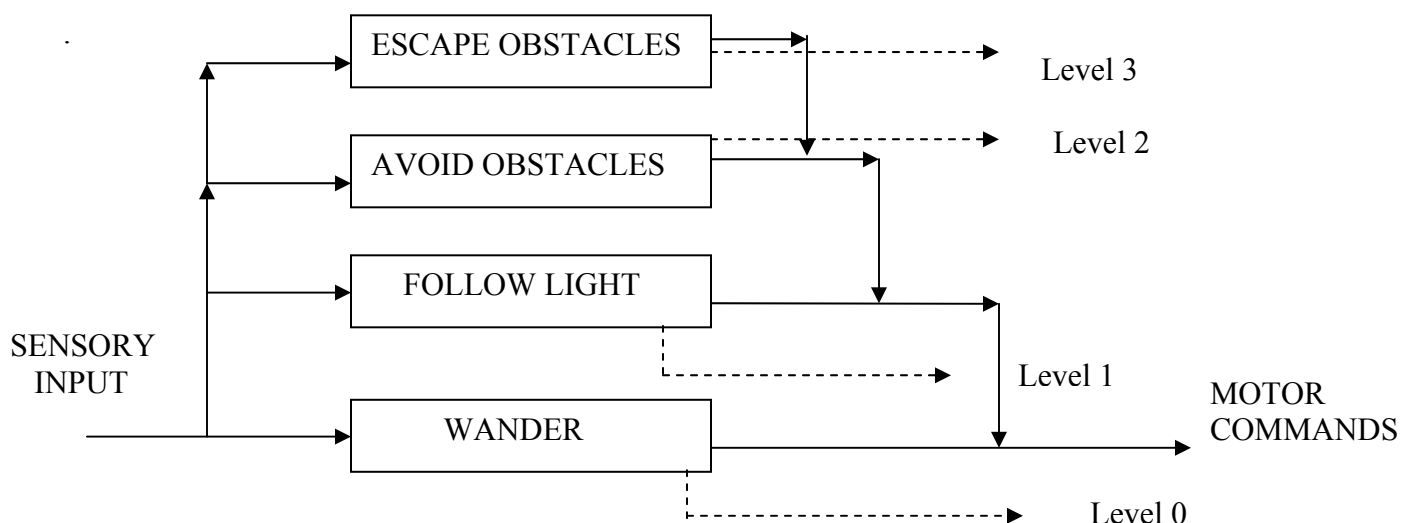 ESCAPE OBSTACLES
Level 3
Level 2
AVOID OBSTACLES
FOLLOW LIGHT
SENSORY
INPUT
Level 1
MOTOR
COMMANDS
WANDER
Level 0